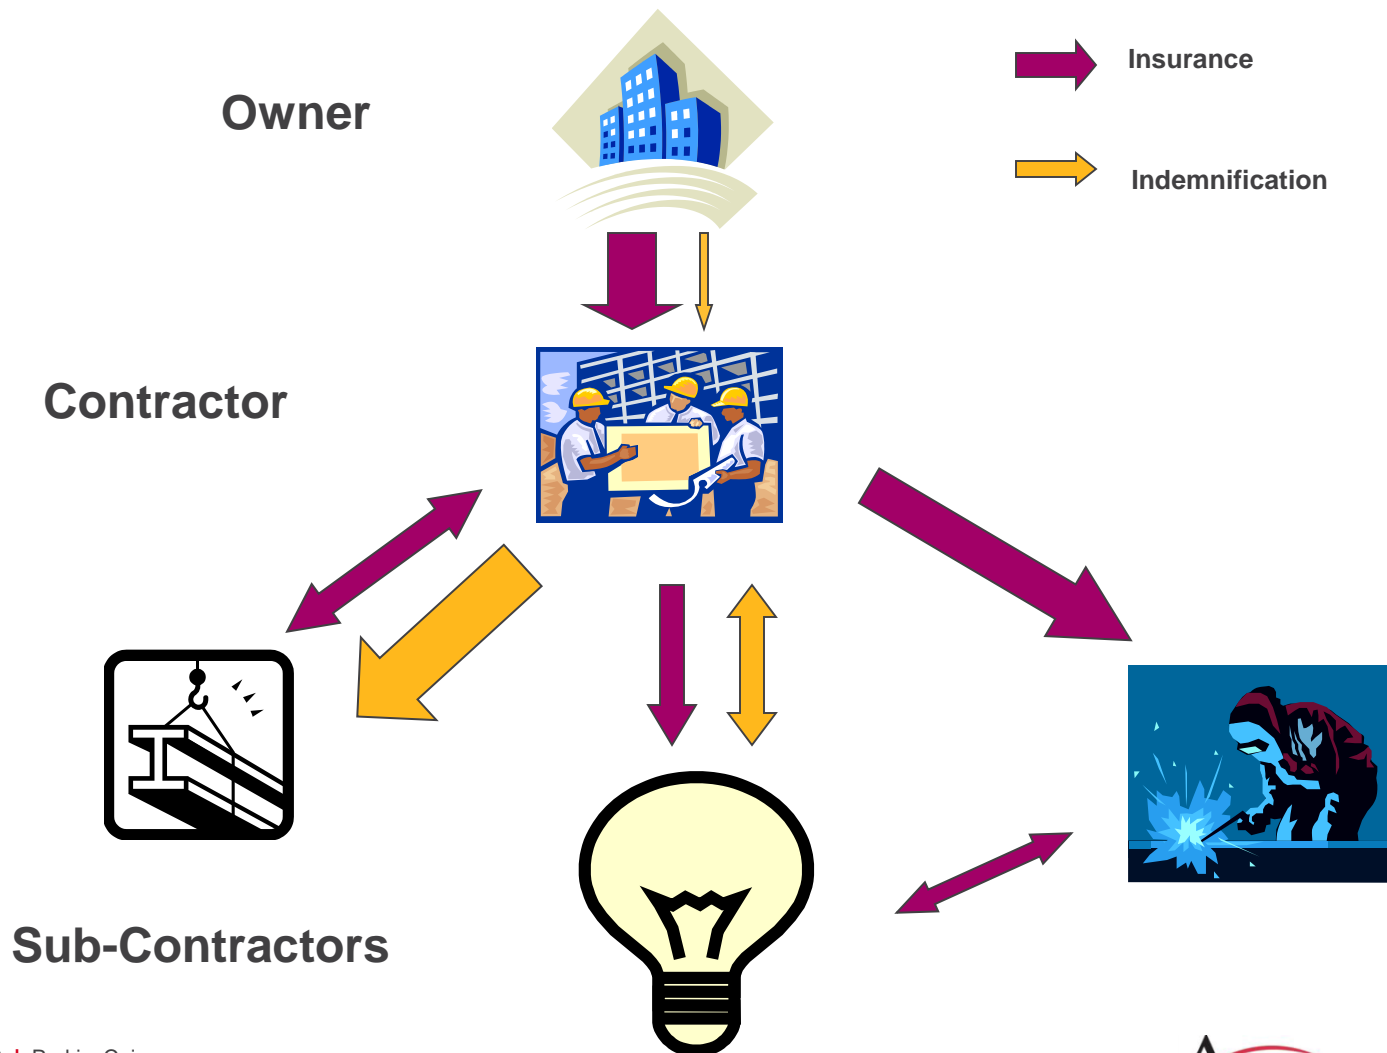 Insurance
Owner
Indemnification
Contractor
Sub-Contractors